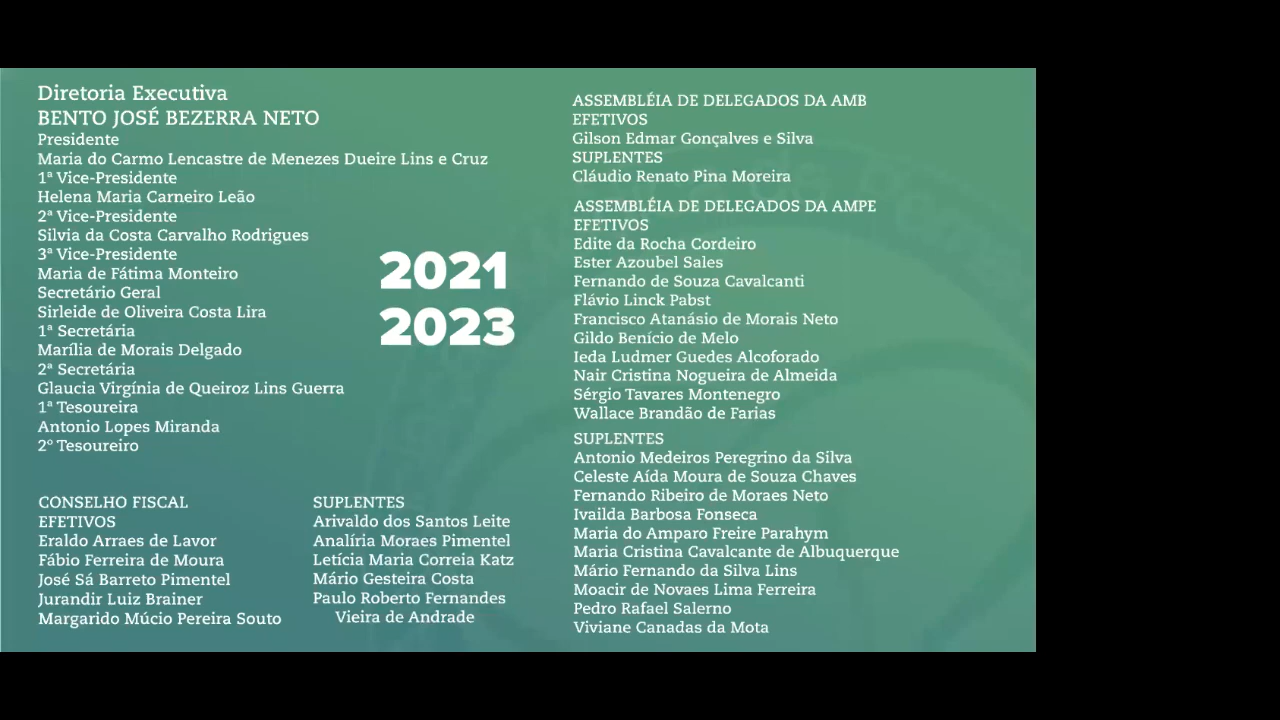 Diretoria Executiva
BENTO JOSÉ BEZERRA NETO
Presidente
Maria do Carmo Lencastre de Menezes Dueire Lins e Cruz
1ª Vice-Presidente
Helena Maria Carneiro Leão
2ª Vice-Presidente
Silvia da Costa Carvalho Rodrigues
3ª Vice-Presidente
Maria de Fátima Monteiro
Secretário Geral
Sirleide de Oliveira Costa Lira
1ª Secretária
Marília de Morais Delgado
2ª Secretária
Glaucia Virgínia de Queiroz Lins Guerra
1ª Tesoureira
Antonio Lopes Miranda
2º Tesoureiro
2021
2023
CONSELHO FISCAL
EFETIVOS
Eraldo Arraes de Lavor
Fábio Ferreira de Moura
José Sá Barreto Pimentel
Jurandir Luiz Brainer
Margarido Múcio Pereira Souto
SUPLENTES
Arivaldo dos Santos Leite
Analíria Moraes Pimentel
Letícia Maria Correia Katz
Mário Gesteira Costa
Paulo Roberto Fernandes
Vieira de Andrade
ASSEMBLÉIA DE DELEGADOS DA AMB
EFETIVOS
Gilson Edmar Gonçalves e Silva
SUPLENTES
Cláudio Renato Pina Moreira
ASSEMBLÉIA DE DELEGADOS DA AMPE
EFETIVOS
Edite da Rocha Cordeiro
Ester Azoubel Sales
Fernando de Souza Cavalcanti
Flávio Linck Pabst
Francisco Atanásio de Morais Neto
Gildo Benício de Melo
Ieda Ludmer Guedes Alcoforado
Nair Cristina Nogueira de Almeida
Sérgio Tavares Montenegro
Wallace Brandão de Farias
SUPLENTES
Antonio Medeiros Peregrino da Silva
Celeste Aída Moura de Souza Chaves
Fernando Ribeiro de Moraes Neto
Ivailda Barbosa Fonseca
Maria do Amparo Freire Parahym
Maria Cristina Cavalcante de Albuquerque
Mário Fernando da Silva Lins
Moacir de Novaes Lima Ferreira
Pedro Rafael Salerno
Viviane Canadas da Mota